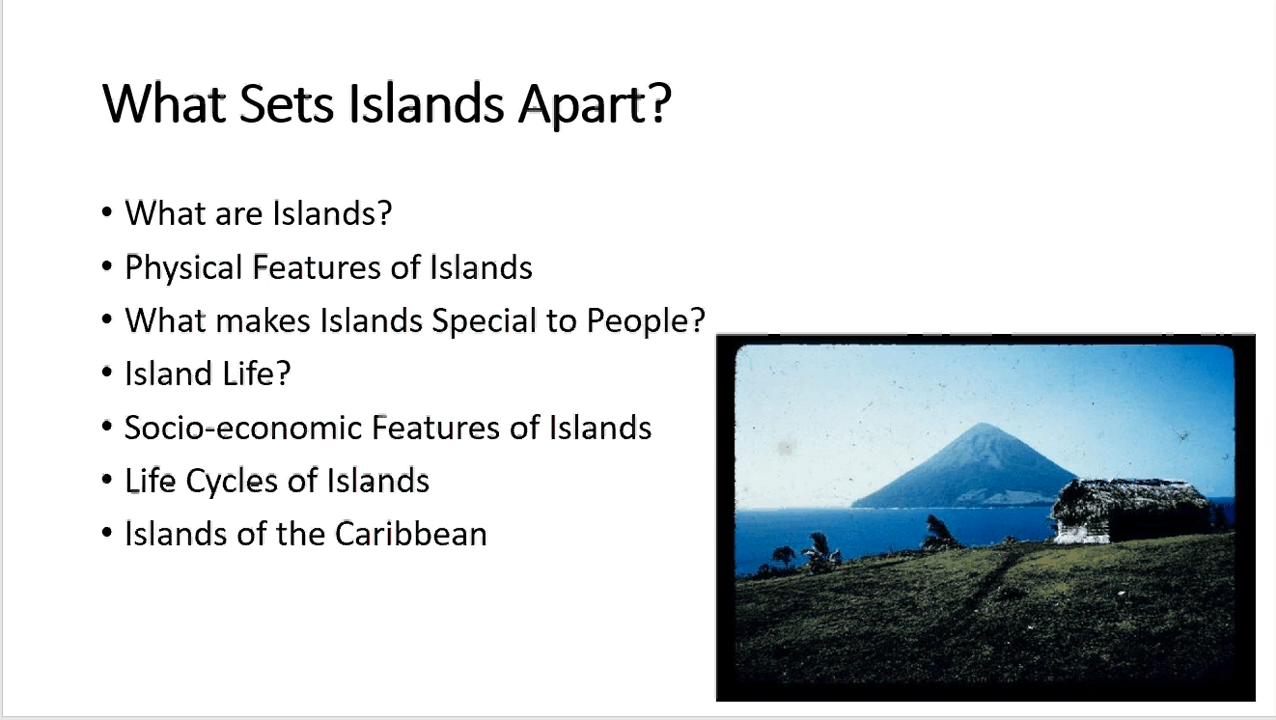 What Sets Islands Apart?
• What are Islands?
• Physical Features of Islands
• What makes Islands Special to People?
• Island Life?
• Socio-economic Features of Islands
• Life Cycles of Islands
• Islands of the Caribbean